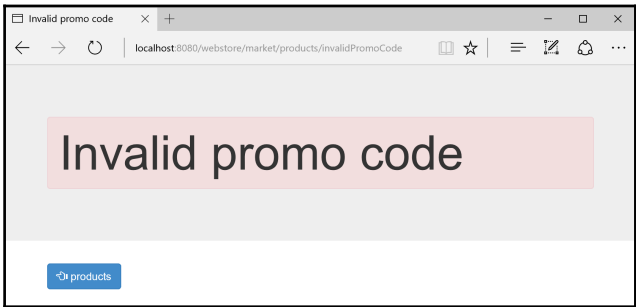 Invalid promo code
localhost:8080/webstore/market/products/invalidPromoCode
Invalid promo code
products